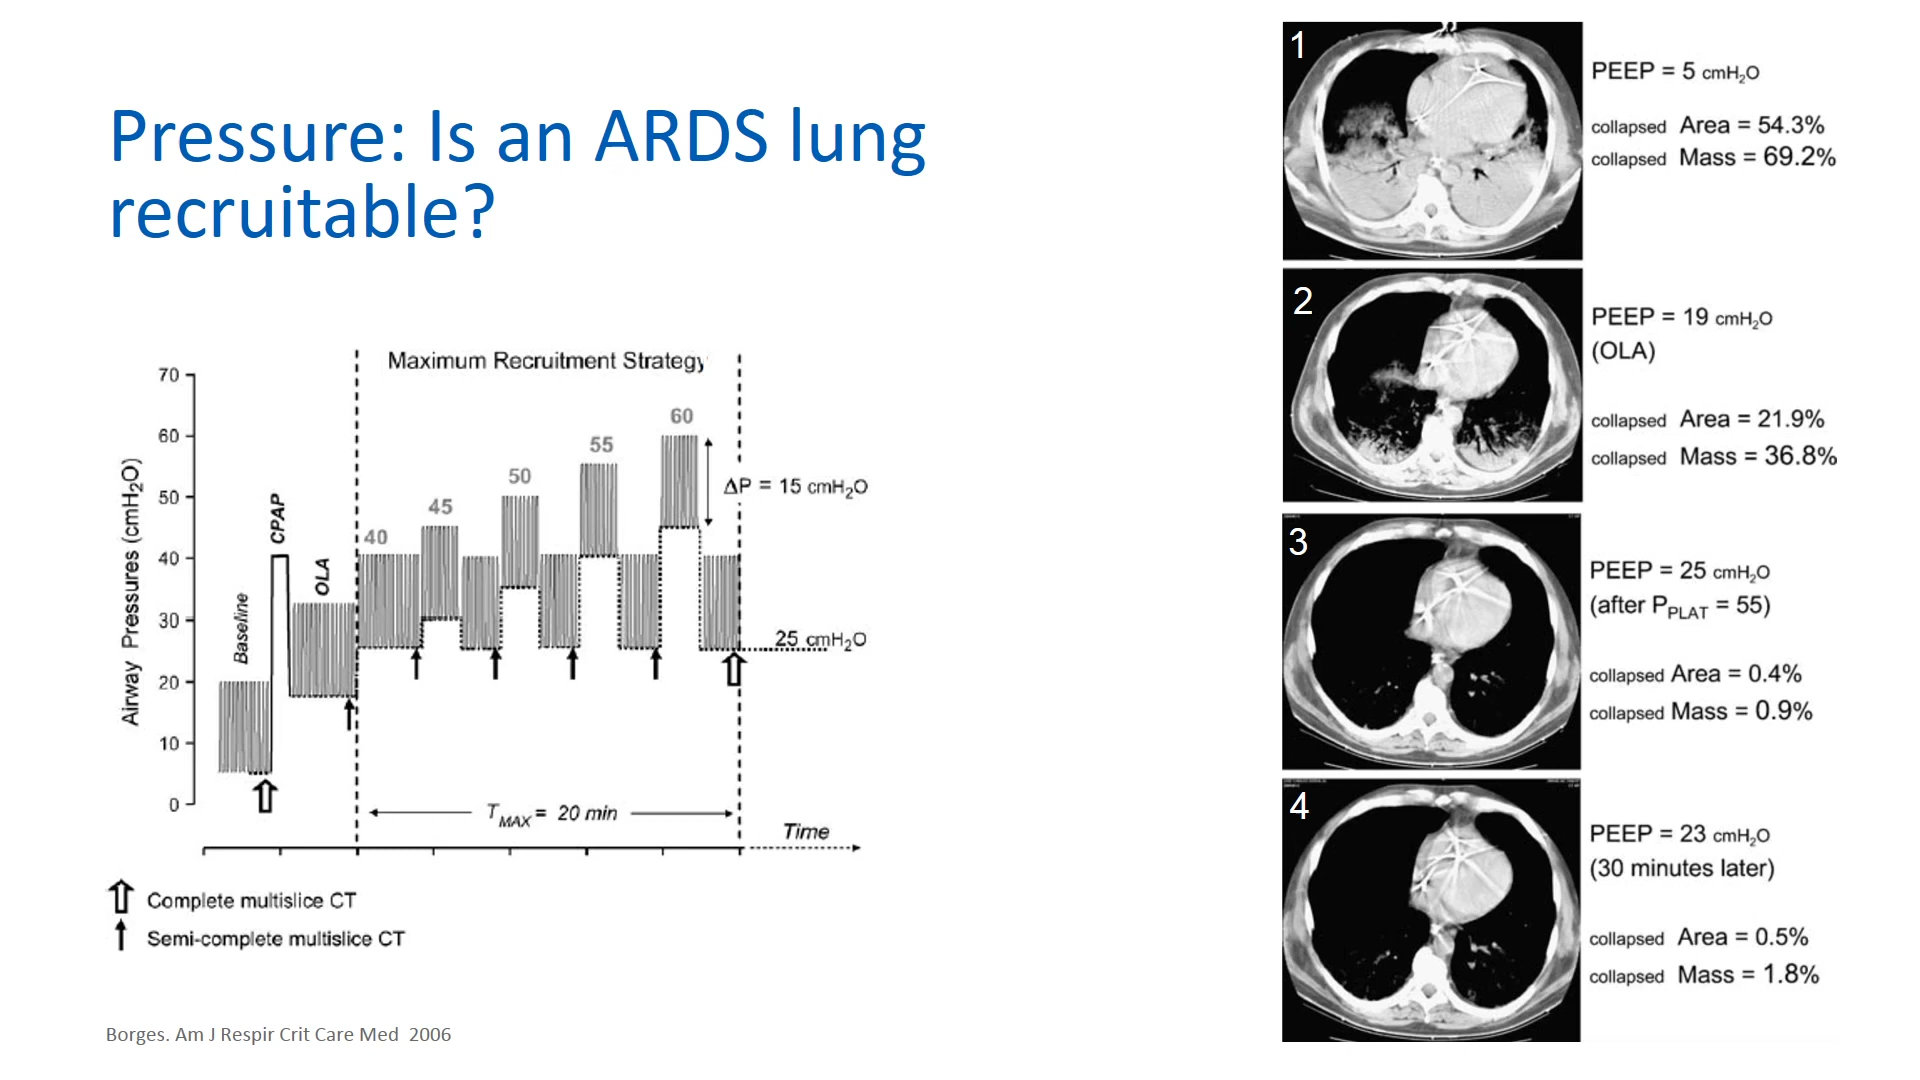 Pressure: Is an ARDS lung
recruitable?
Maximum Recruitment Strategy
Airway Pressures (cmH₂O)
70
60
50
40
30
20
10
0
Baseline
CPAP
OLA
40
45
50
55
60
ΔP = 15 cmH₂O
25 cmH₂O
T MAX = 20 min
Time
Complete multislice CT
Semi-complete multislice CT
Borges. Am J Respir Crit Care Med 2006
1
PEEP = 5 cmH₂O
collapsed Area = 54.3%
collapsed Mass = 69.2%
2
PEEP = 19 cmH₂O
(OLA)
collapsed Area = 21.9%
collapsed Mass = 36.8%
3
PEEP = 25 cmH₂O
(after P PLAT = 55)
collapsed Area = 0.4%
collapsed Mass = 0.9%
4
PEEP = 23 cmH₂O
(30 minutes later)
collapsed Area = 0.5%
collapsed Mass = 1.8%